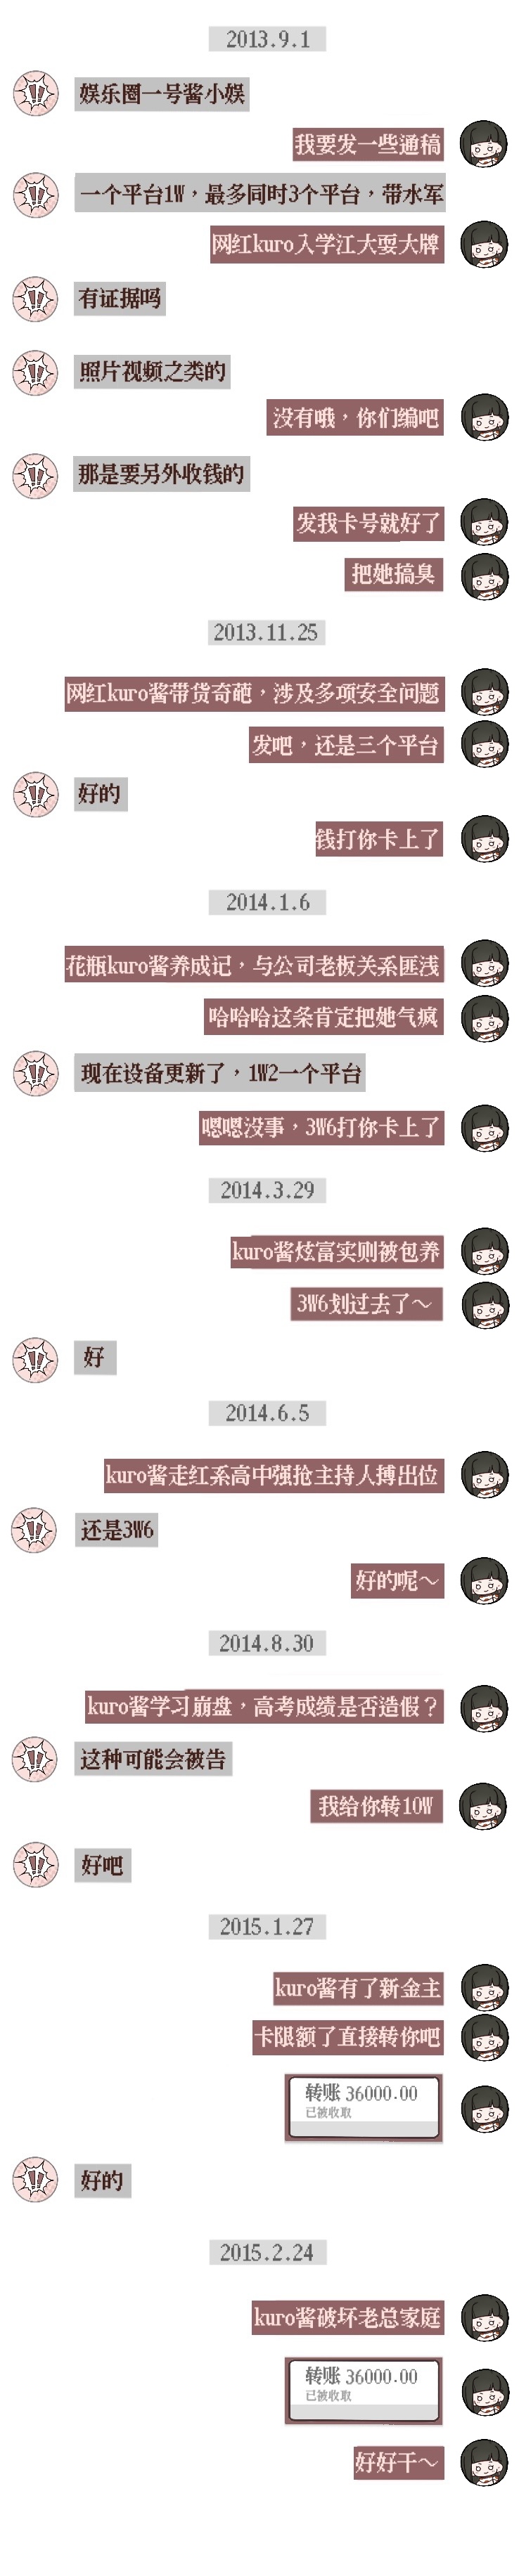 2013.9.1
娱乐圈一号酱小娱
我要发一些通稿
一个平台1W，最多同时3个平台，带水军
网红kuro入学江大耍大牌
有证据吗
照片视频之类的
没有哦，你们编吧
那是要另外收钱的
发我卡号就好了
把她搞臭
2013.11.25
网红kuro酱带货奇葩，涉及多项安全问题
发吧，还是三个平台
好的
钱打你卡上了
2014.1.6
花瓶kuro酱养成记，与公司老板关系匪浅
哈哈哈这条肯定把她气疯
现在设备更新了，1W2一个平台
嗯嗯没事，3W6打你卡上了
2014.3.29
kuro酱炫富实则被包养
3W6划过去了～
好
2014.6.5
kuro酱走红系高中强抢主持人搏出位
还是3W6
好的呢～
2014.8.30
kuro酱学习崩盘，高考成绩是否造假？
这种可能会被告
我给你转10W
好吧
2015.1.27
kuro酱有了新金主
卡限额了直接转你吧
转账 36000.00
已被收取
好的
2015.2.24
kuro酱破坏老总家庭
转账 36000.00
已被收取
好好干～